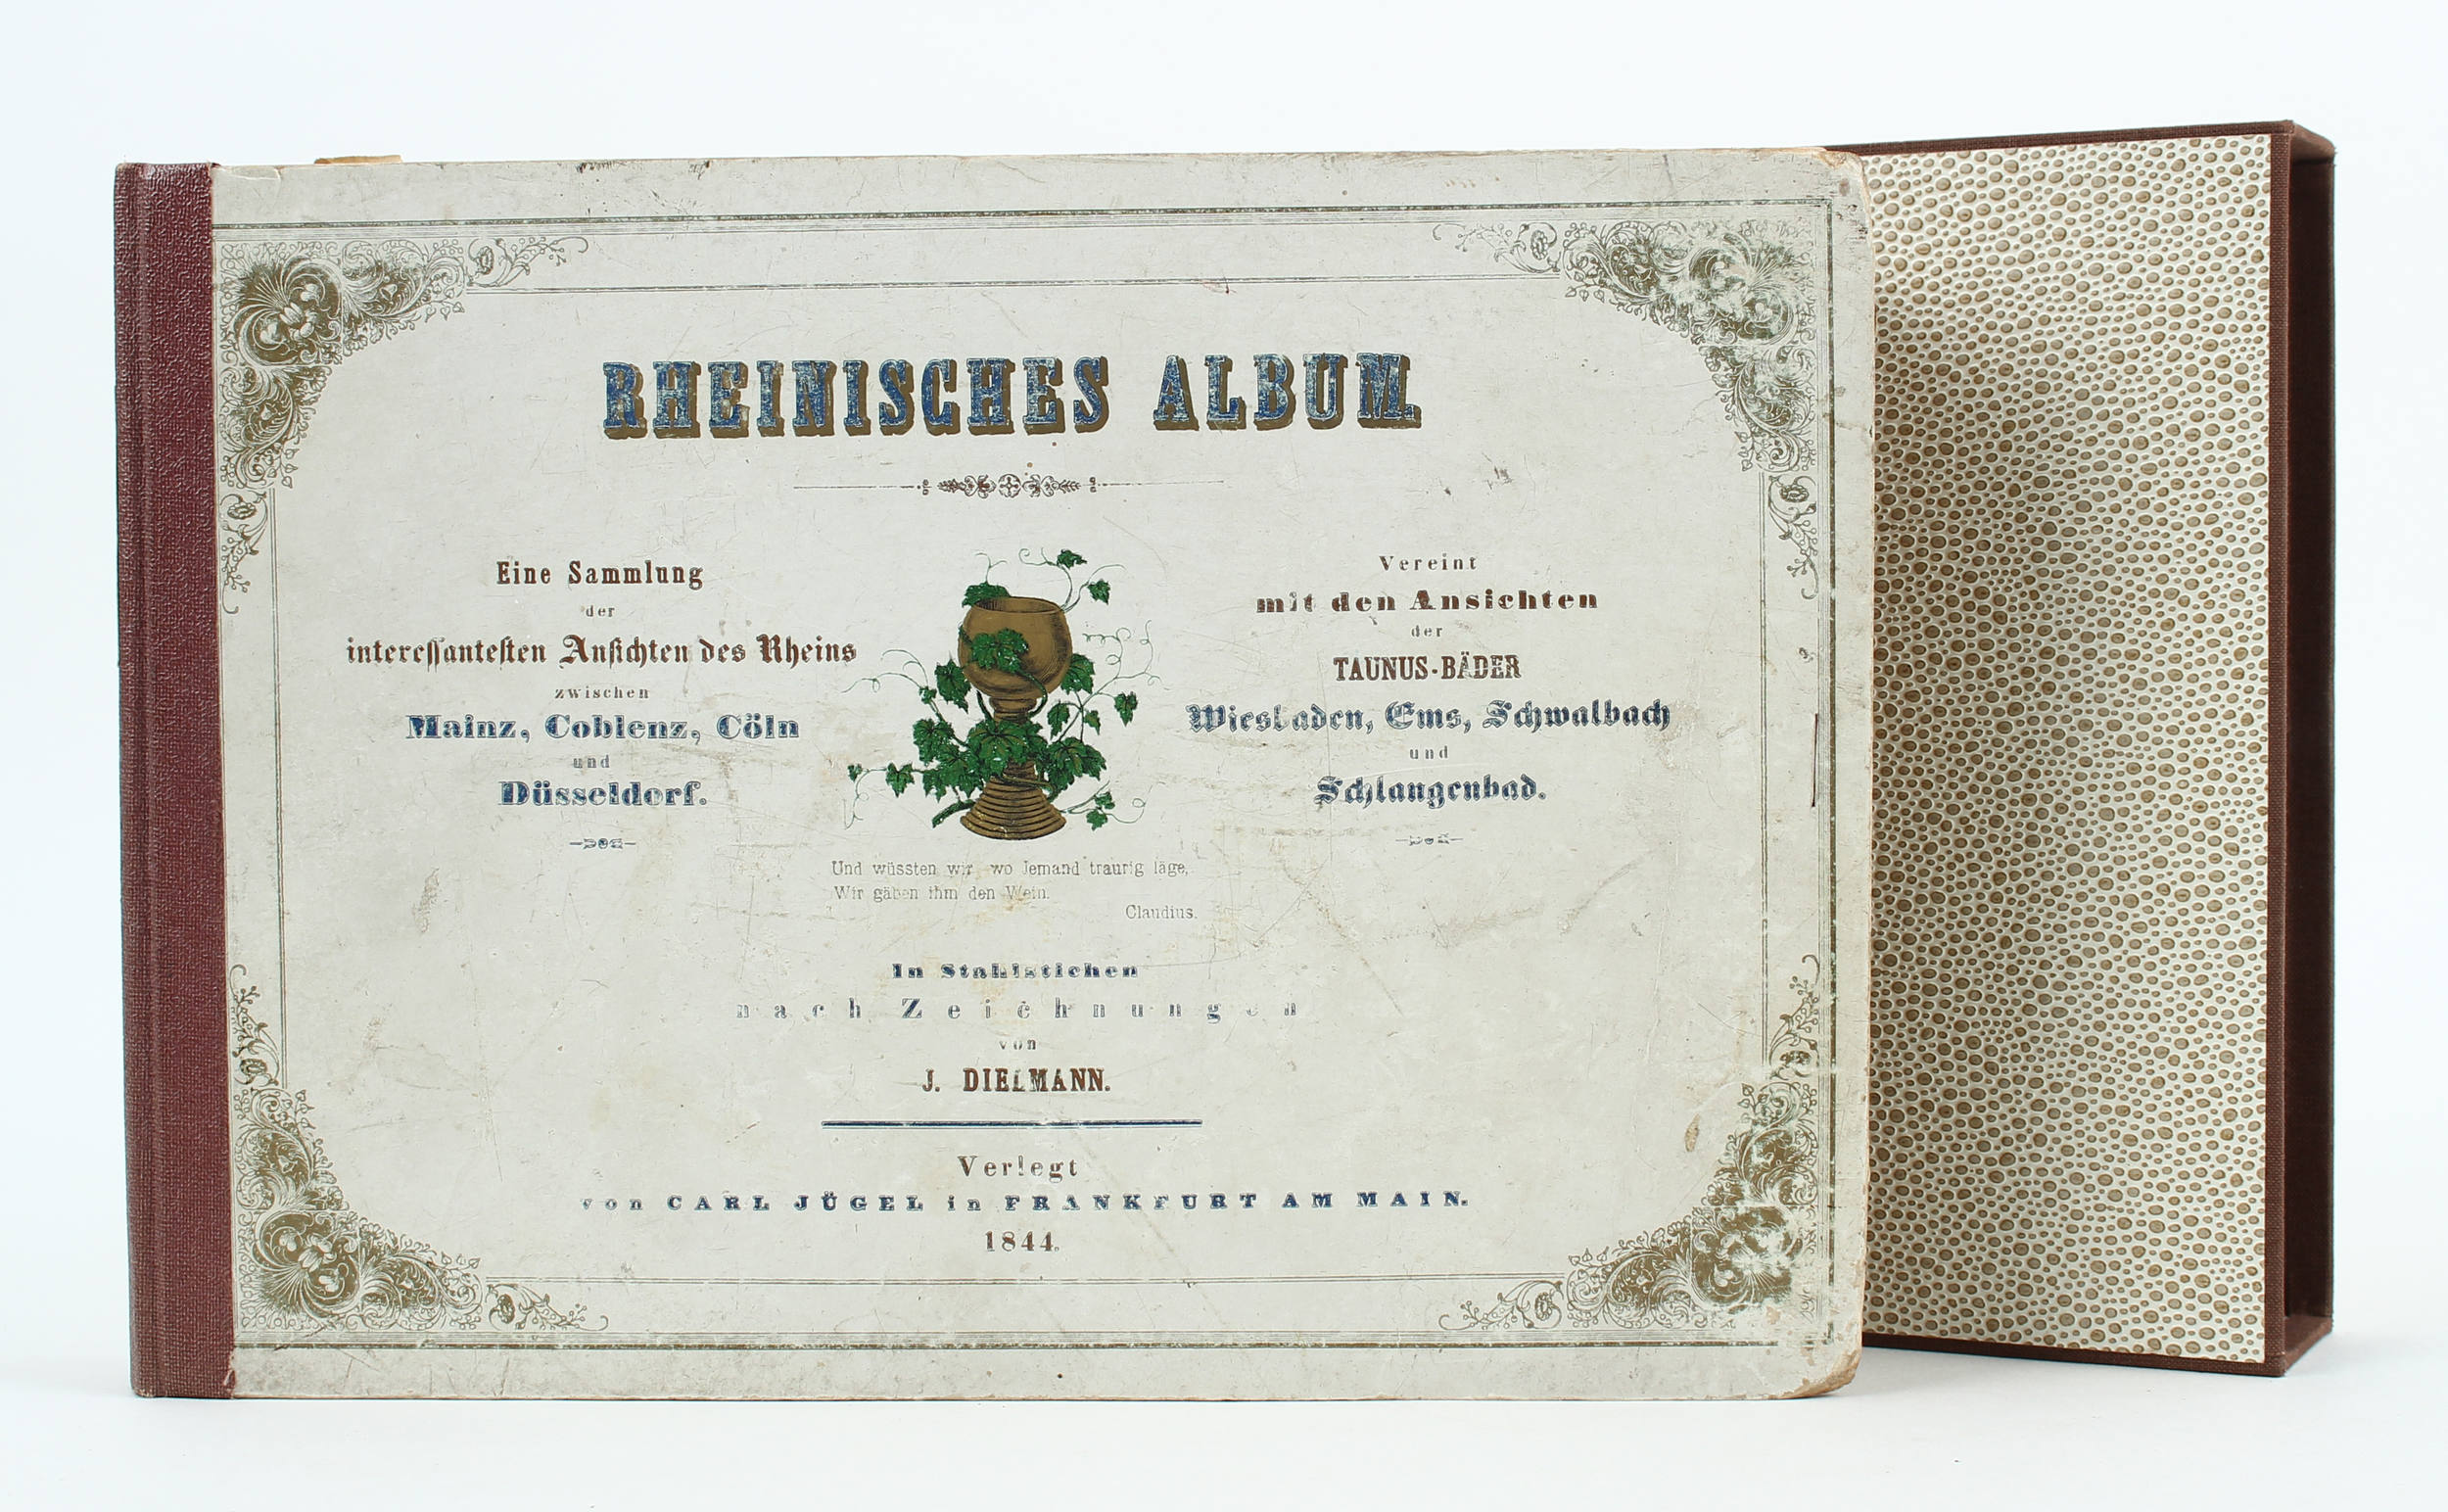 RHEINISCHES ALBUM.
Eine Sammlung
der
interessantesten Ansichten des Rheins
zwischen
Mainz, Coblenz, Cöln
und
Düsseldorf.
Vereint
mit den Ansichten
der
TAUNUS-BÄDER
Wiesbaden, Ems, Schwalbach
und
Schlangenbad.
Und wüssten wir wo Jemand traurig läge,
Wir gäben ihm den Wein.
Claudius.
In Stahlstichen
nach Zeichnungen
von
J. DIELMANN.
Verlegt
von CARL JÜGEL in FRANKFURT AM MAIN.
1844.